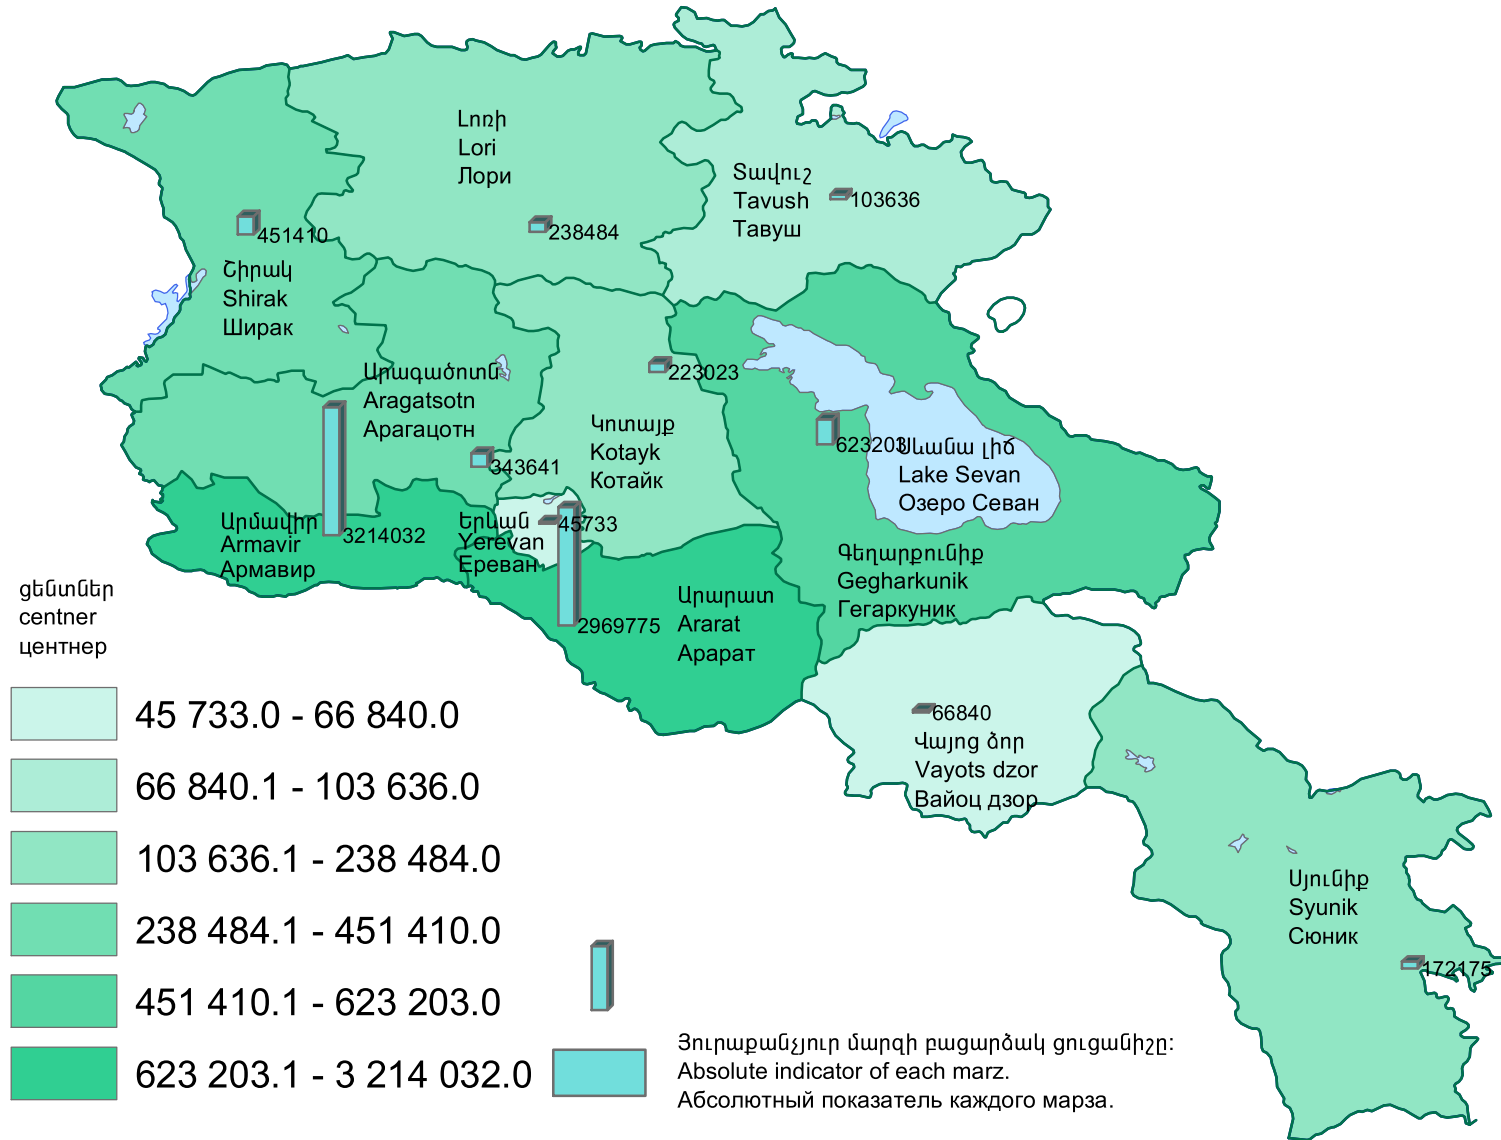 Լոռի
Lori
Лори
238484
Տավուշ
Tavush
Тавуш
103636
451410
Շիրակ
Shirak
Ширак
Արագածոտն
Aragatsotn
Арагацотн
343641
223023
Կոտայք
Kotayk
Котайк
623203
Սևանա լիճ
Lake Sevan
Озеро Севан
Գեղարքունիք
Gegharkunik
Гегаркуник
Արմավիր
Armavir
Армавир
3214032
Երևան
Yerevan
Ереван
45733
2969775
Արարատ
Ararat
Арарат
66840
Վայոց ձոր
Vayots dzor
Вайоц дзор
Սյունիք
Syunik
Сюник
172175
ցենտներ
centner
центнер
45 733.0 - 66 840.0
66 840.1 - 103 636.0
103 636.1 - 238 484.0
238 484.1 - 451 410.0
451 410.1 - 623 203.0
623 203.1 - 3 214 032.0
Յուրաքանչյուր մարզի բացարձակ ցուցանիշը:
Absolute indicator of each marz.
Абсолютный показатель каждого марза.